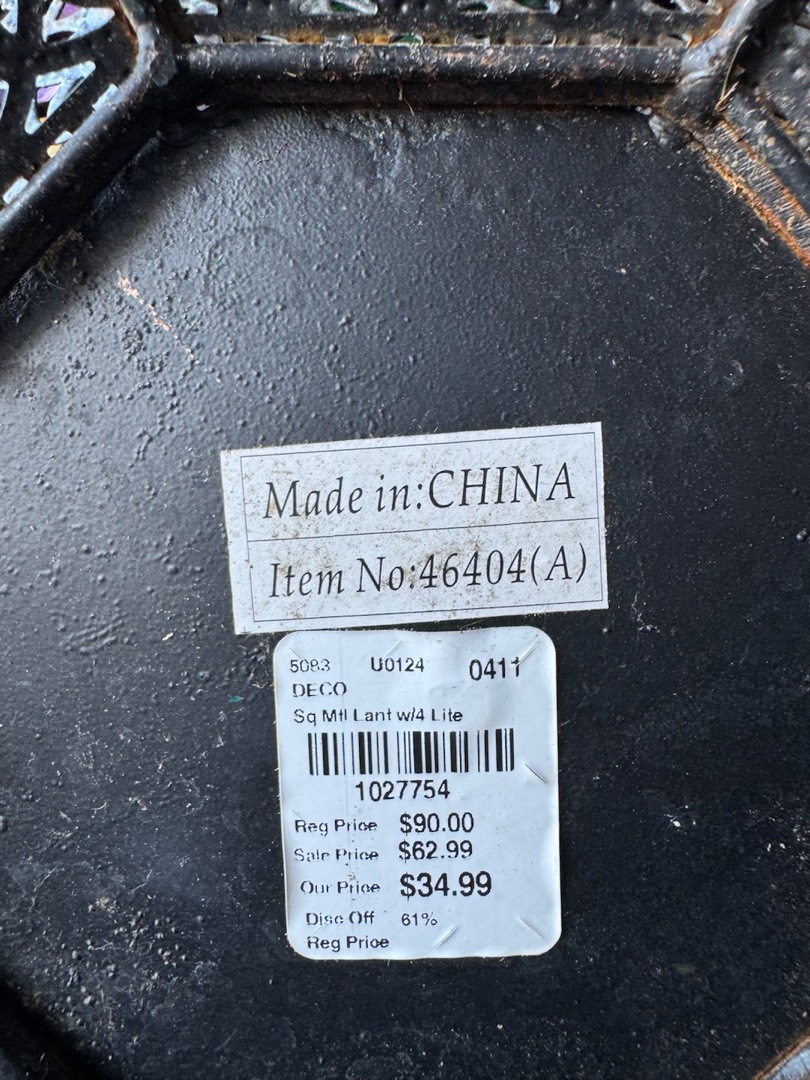 Made in:CHINA
Item No:46404(A)
5083 U0124 0411
DECO
Sq Mtl Lant w/4 Lite
1027754
Reg Price $90.00
Sale Price $62.99
Our Price $34.99
Disc Off 61%
Reg Price